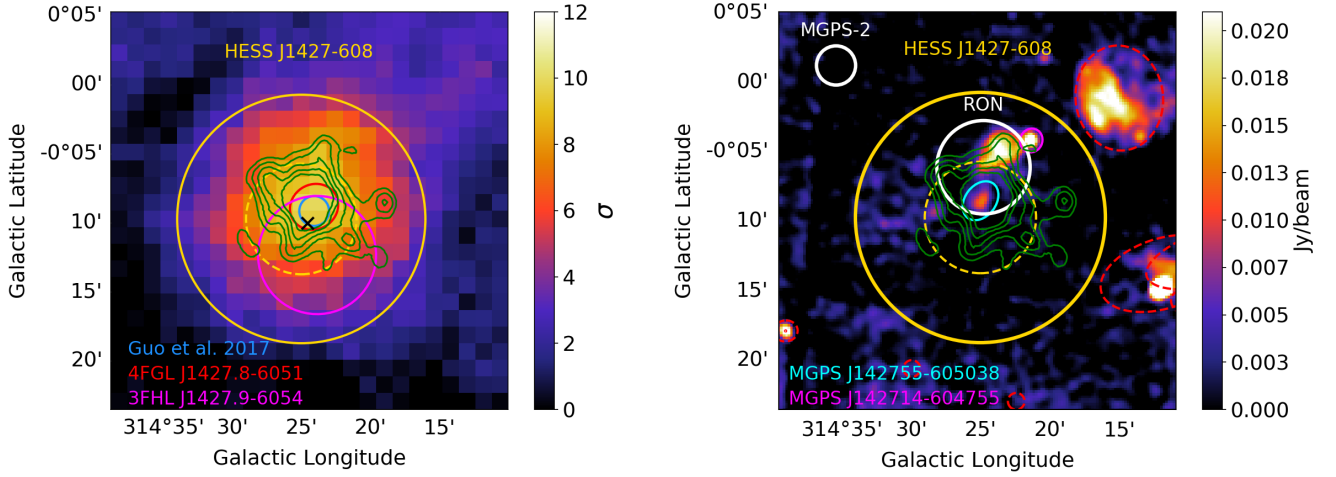 0°05'
00'
-0°05'
10'
15'
20'
Galactic Latitude
HESS J1427-608
Guo et al. 2017
4FGL J1427.8-6051
3FHL J1427.9-6054
314°35'
30'
25'
20'
15'
Galactic Longitude
12
10
8
6
4
2
0
σ
0°05'
00'
-0°05'
10'
15'
20'
Galactic Latitude
MGPS-2
HESS J1427-608
RON
MGPS J142755-605038
MGPS J142714-604755
314°35'
30'
25'
20'
15'
Galactic Longitude
0.020
0.018
0.015
0.013
0.010
0.007
0.005
0.003
0.000
Jy/beam